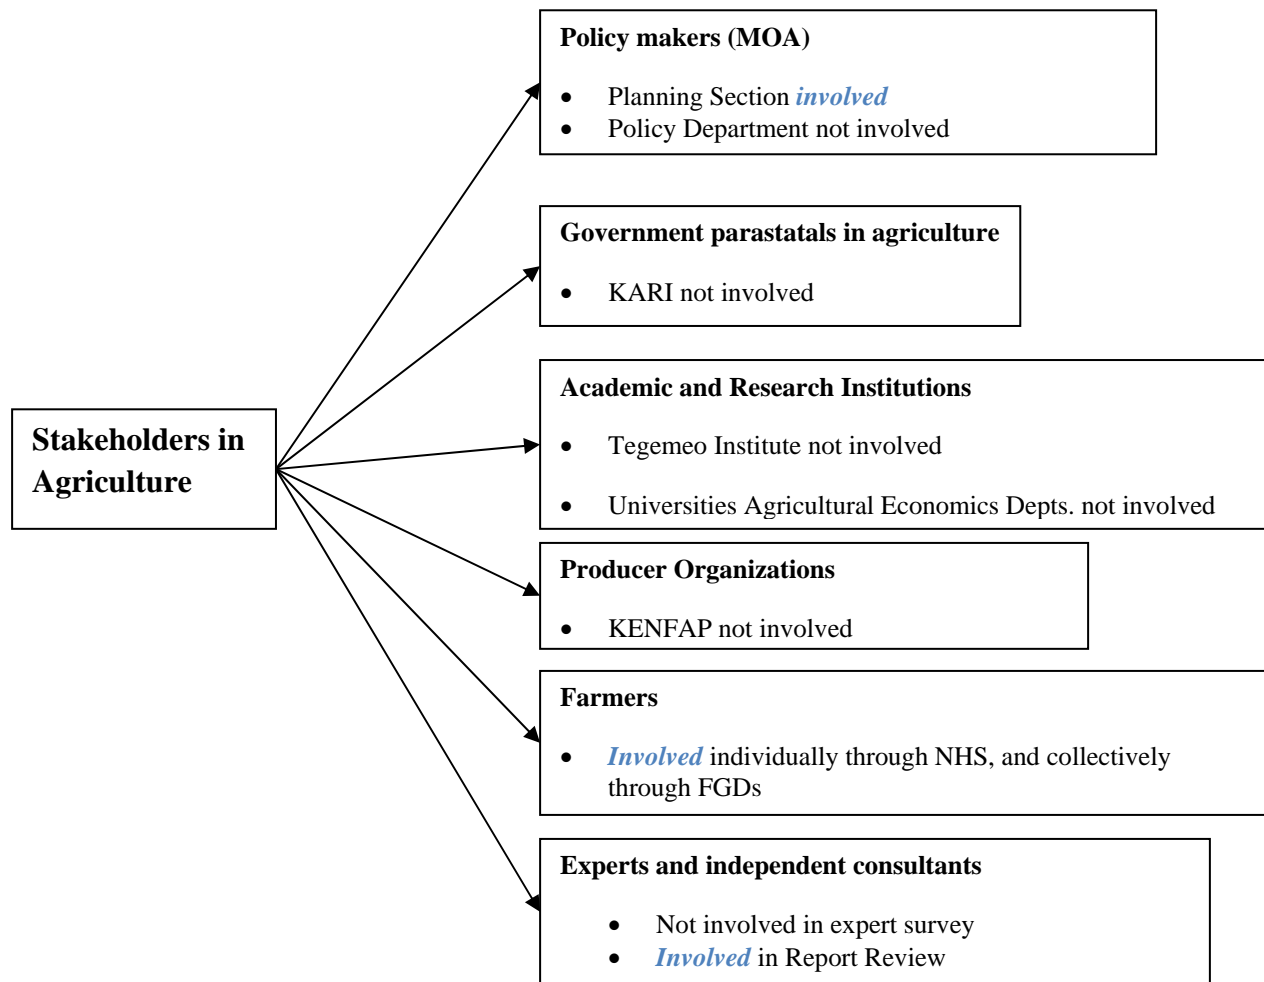 Policy makers (MOA)
• Planning Section involved
• Policy Department not involved
Government parastatals in agriculture
• KARI not involved
Academic and Research Institutions
• Tegemeo Institute not involved
• Universities Agricultural Economics Depts. not involved
Stakeholders in
Agriculture
Producer Organizations
• KENFAP not involved
Farmers
• Involved individually through NHS, and collectively
through FGDs
Experts and independent consultants
• Not involved in expert survey
• Involved in Report Review